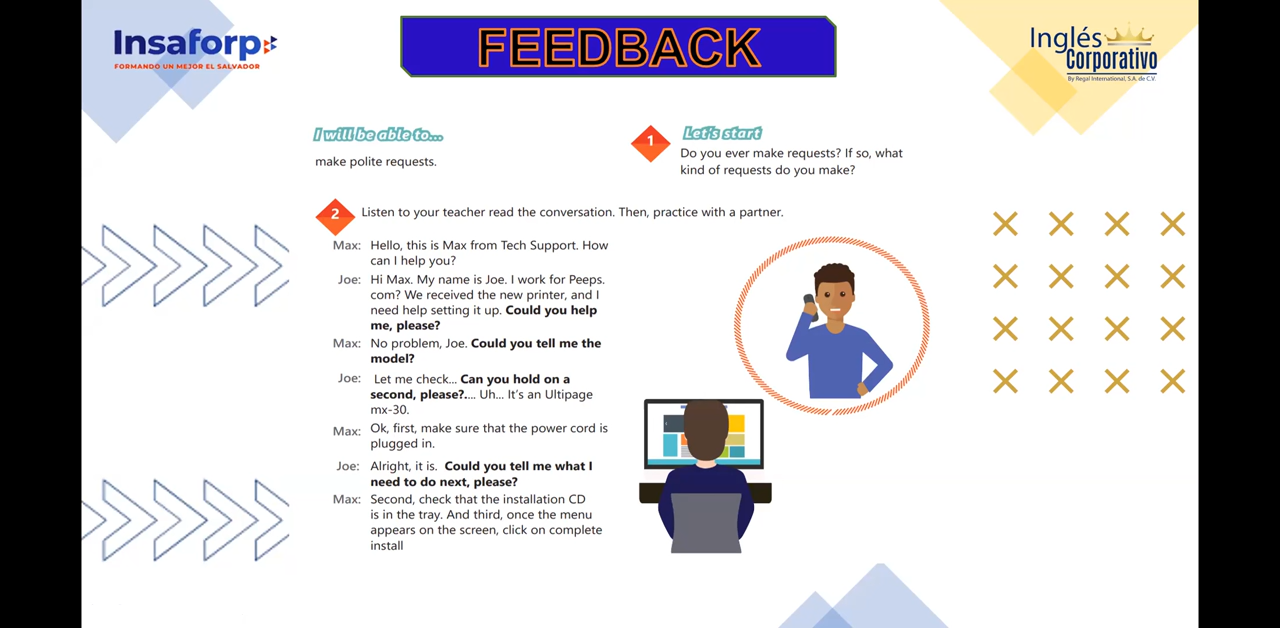 Insaforp
FORMANDO UN MEJOR EL SALVADOR
FEEDBACK
Inglés
Corporativo
By Regal International, S.A. de C.V.
I will be able to...
make polite requests.
1
Let's start
Do you ever make requests? If so, what
kind of requests do you make?
2
Listen to your teacher read the conversation. Then, practice with a partner.
Max: Hello, this is Max from Tech Support. How
can I help you?
Joe: Hi Max. My name is Joe. I work for Peeps.
com? We received the new printer, and I
need help setting it up. Could you help
me, please?
Max: No problem, Joe. Could you tell me the
model?
Joe: Let me check... Can you hold on a
second, please?.... Uh... It's an Ultipage
mx-30.
Max: Ok, first, make sure that the power cord is
plugged in.
Joe: Alright, it is. Could you tell me what I
need to do next, please?
Max: Second, check that the installation CD
is in the tray. And third, once the menu
appears on the screen, click on complete
install